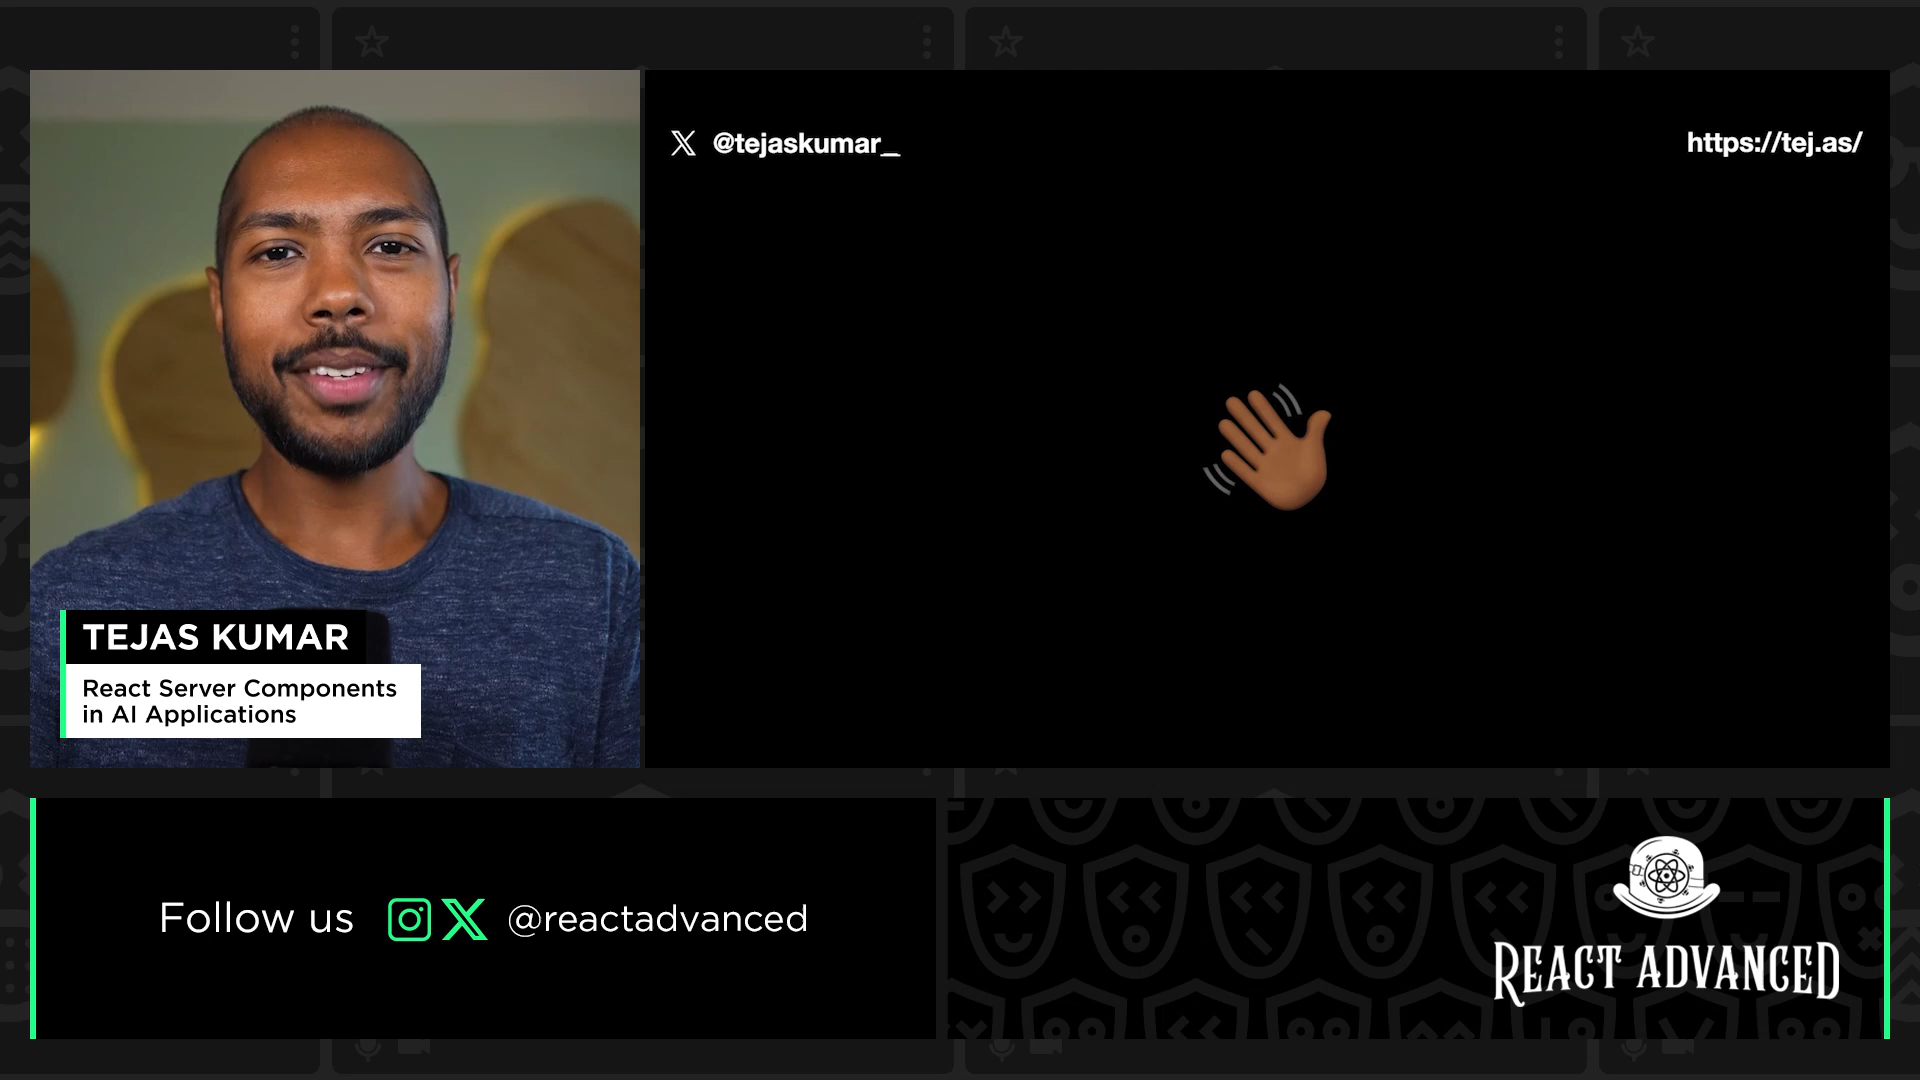 @tejaskumar_
https://tej.as/
TEJAS KUMAR
React Server Components
in AI Applications
Follow us @reactadvanced
REACT ADVANCED